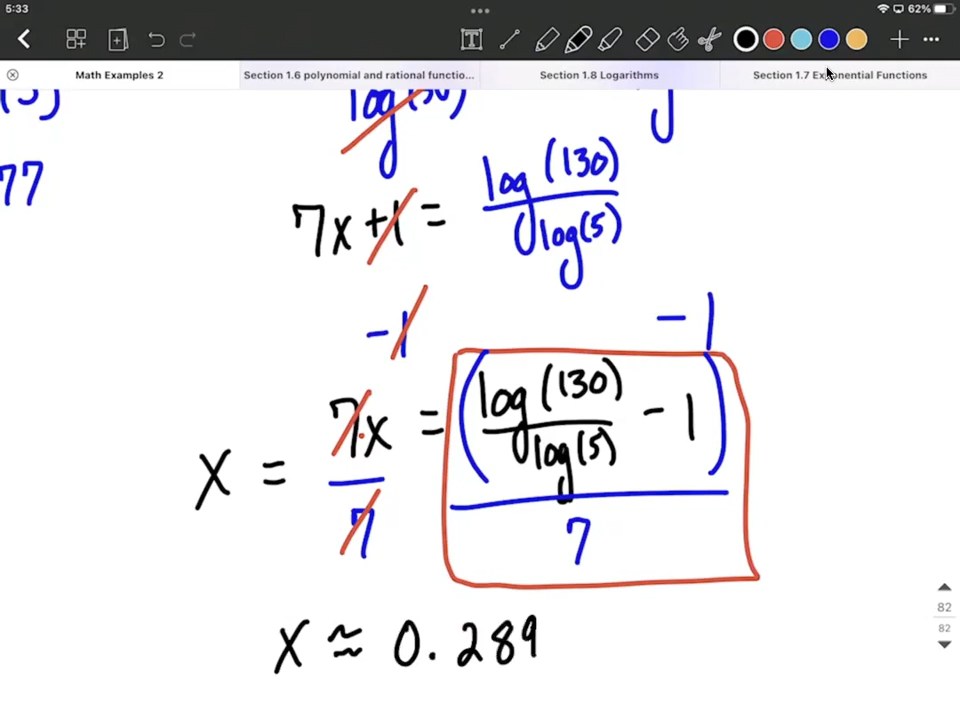 5:33
62%
Math Examples 2
Section 1.6 polynomial and rational functio...
Section 1.8 Logarithms
Section 1.7 Exponential Functions
77
log(130)
7x + 1 =
log(5)
- 1
- 1
7x = (log(130)/log(5) - 1)
X =
7
7
82
82
X ≈ 0.289